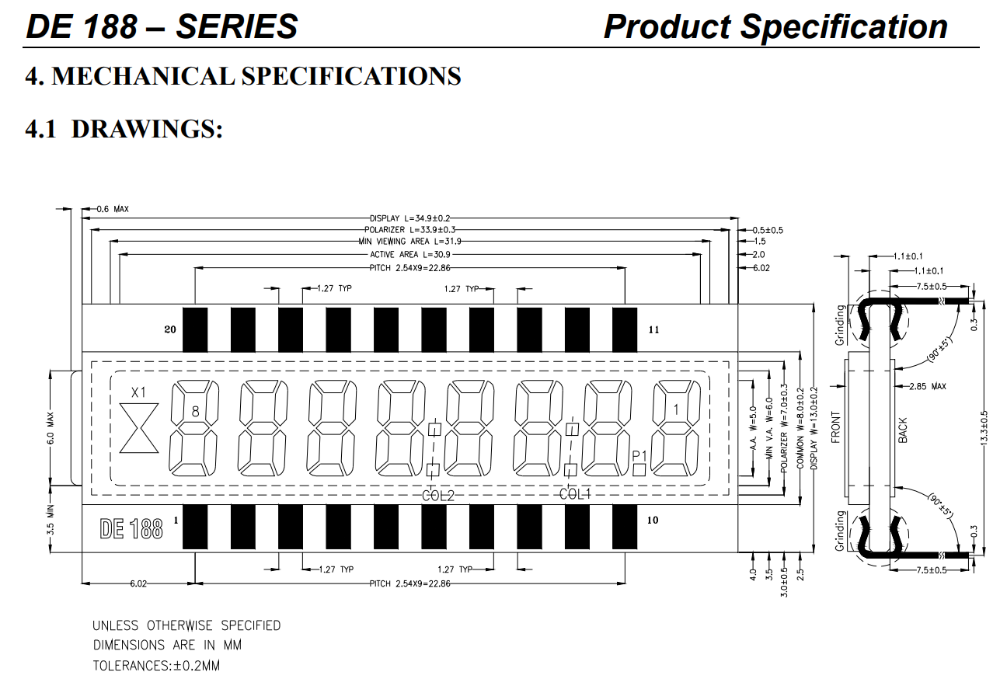 DE 188 – SERIES Product Specification
4. MECHANICAL SPECIFICATIONS
4.1 DRAWINGS:
0.6 MAX
DISPLAY L=34.9±0.2
POLARIZER L=33.9±0.3
0.5±0.5
MIN VIEWING AREA L=31.9
1.5
ACTIVE AREA L=30.9
2.0
PITCH 2.54X9=22.86
6.02
1.27 TYP
1.27 TYP
1.1±0.1
1.1±0.1
7.5±0.5
20
11
Grinding
0.3
(90°±5°)
X1
8
1
2.85 MAX
6.0 MAX
A.A. W=5.0
MIN V.A. W=6.0
POLARIZER W=7.0±0.3
COMMON W=8.0±0.2
DISPLAY W=13.0±0.2
FRONT
BACK
13.3±0.5
P1
COL2
COL1
3.5 MIN
DE 188
1
10
Grinding
(90°±5°)
0.3
1.27 TYP
1.27 TYP
7.5±0.5
6.02
PITCH 2.54X9=22.86
4.0
3.5
3.0±0.5
2.5
UNLESS OTHERWISE SPECIFIED
DIMENSIONS ARE IN MM
TOLERANCES:±0.2MM